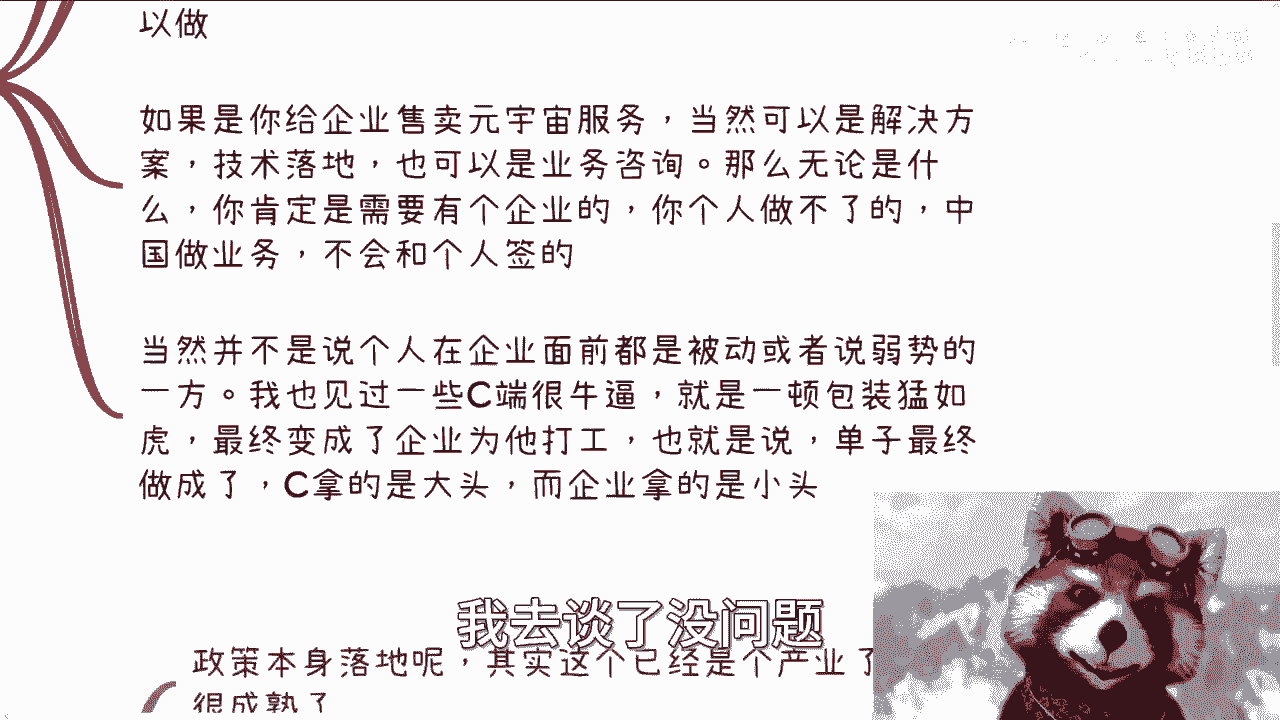 以做
如果是你给企业售卖元宇宙服务，当然可以是解决方
案，技术落地，也可以是业务咨询。那么无论是什
么，你肯定是需要有个企业的，你个人做不了的，中
国做业务，不会和个人签的
当然并不是说个人在企业面前都是被动或者说弱势的
一方。我也见过一些C端很牛逼，就是一顿包装猛如
虎，最终变成了企业为他打工，也就是说，单子最终
做成了，C拿的是大头，而企业拿的是小头
我去谈了没问题
政策本身落地呢，其实这个已经是个产业了
很成熟了